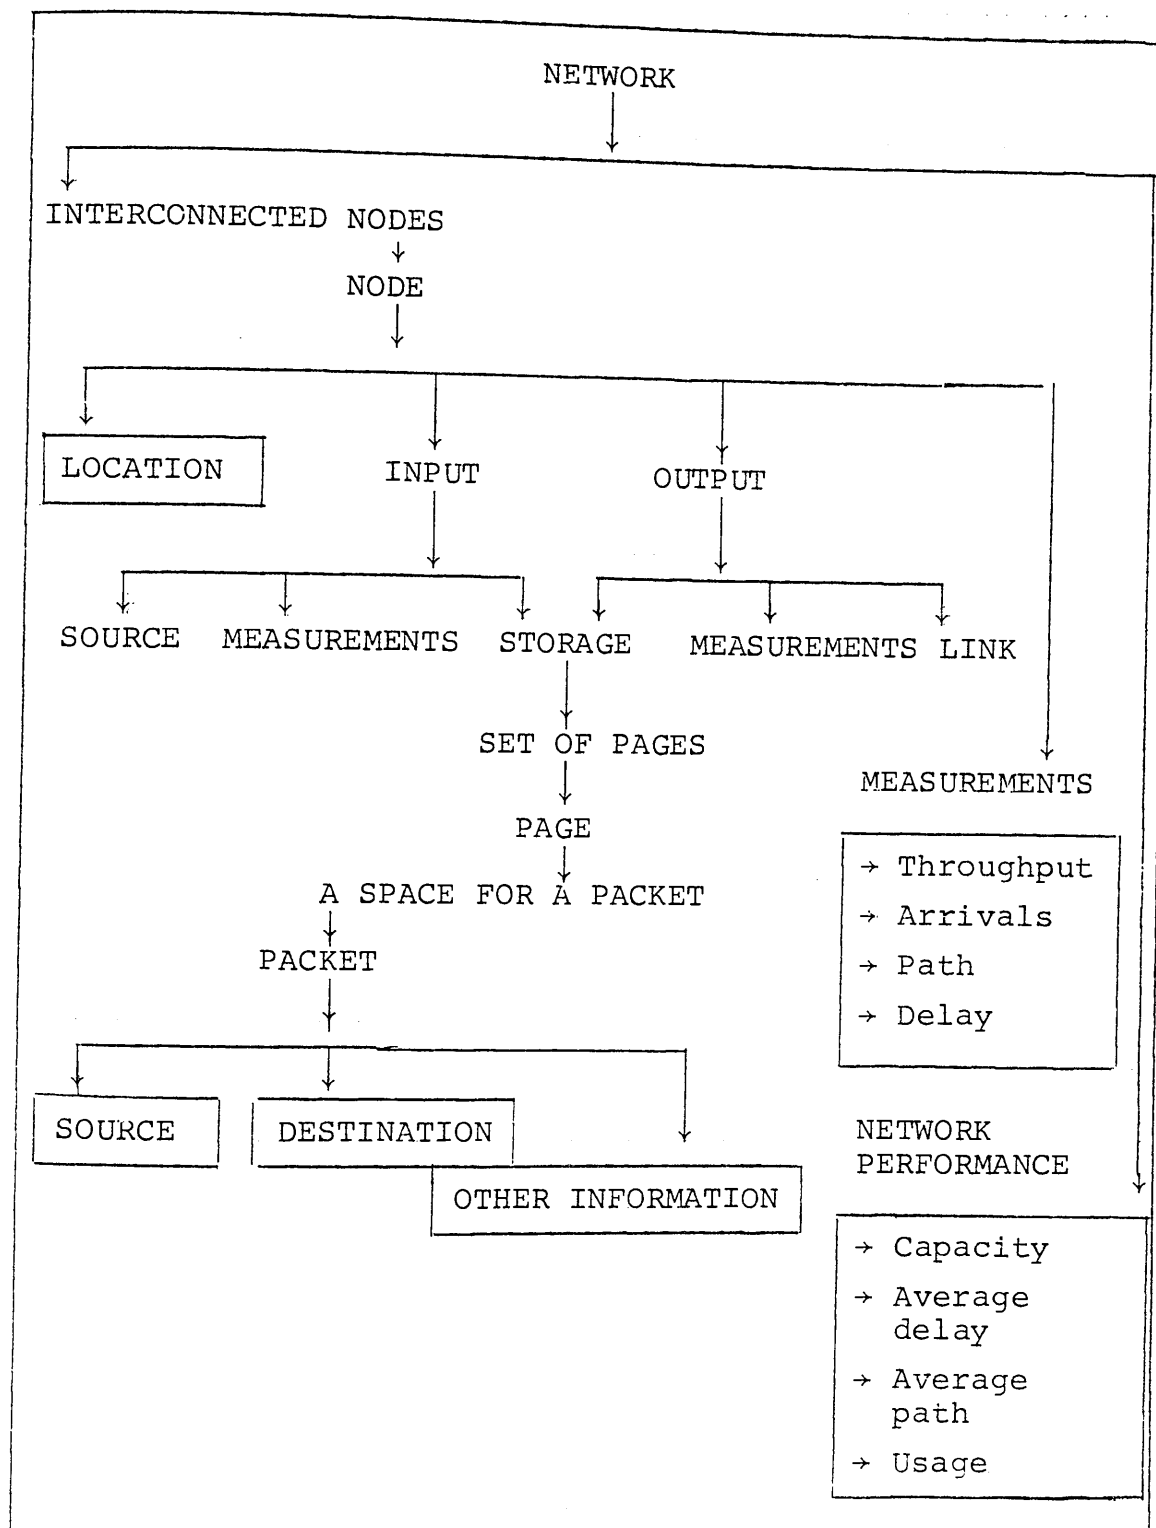 NETWORK
INTERCONNECTED NODES
NODE
LOCATION
INPUT
OUTPUT
SOURCE
MEASUREMENTS
STORAGE
MEASUREMENTS
LINK
SET OF PAGES
MEASUREMENTS
PAGE
→ Throughput
A SPACE FOR A PACKET
→ Arrivals
PACKET
→ Path
→ Delay
SOURCE
DESTINATION
OTHER INFORMATION
NETWORK
PERFORMANCE
→ Capacity
→ Average
delay
→ Average
path
→ Usage